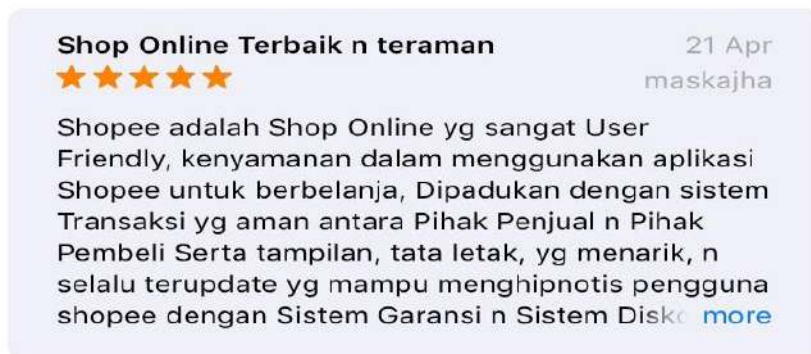 Shop Online Terbaik n teraman
21 Apr
maskajha
Shopee adalah Shop Online yg sangat User
Friendly, kenyamanan dalam menggunakan aplikasi
Shopee untuk berbelanja, Dipadukan dengan sistem
Transaksi yg aman antara Pihak Penjual n Pihak
Pembeli Serta tampilan, tata letak, yg menarik, n
selalu terupdate yg mampu menghipnotis pengguna
shopee dengan Sistem Garansi n Sistem more